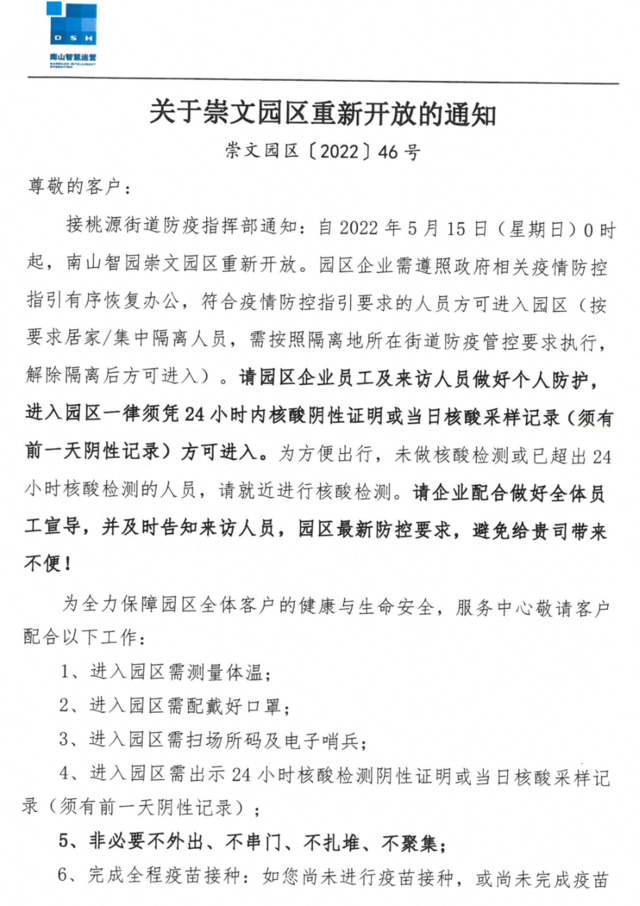 DSH
南山智慧运营
关于崇文园区重新开放的通知
崇文园区〔2022〕46 号
尊敬的客户：
接桃源街道防疫指挥部通知：自 2022 年 5 月 15 日（星期日）0 时
起，南山智园崇文园区重新开放。园区企业需遵照政府相关疫情防控
指引有序恢复办公，符合疫情防控指引要求的人员方可进入园区（按
要求居家/集中隔离人员，需按照隔离地所在街道防疫管控要求执行，
解除隔离后方可进入）。请园区企业员工及来访人员做好个人防护，
进入园区一律须凭 24 小时内核酸阴性证明或当日核酸采样记录（须有
前一天阴性记录）方可进入。为方便出行，未做核酸检测或已超出 24
小时核酸检测的人员，请就近进行核酸检测。请企业配合做好全体员
工宣导，并及时告知来访人员，园区最新防控要求，避免给贵司带来
不便！
为全力保障园区全体客户的健康与生命安全，服务中心敬请客户
配合以下工作：
1、进入园区需测量体温；
2、进入园区需配戴好口罩；
3、进入园区需扫场所码及电子哨兵；
4、进入园区需出示 24 小时核酸检测阴性证明或当日核酸采样记
录（须有前一天阴性记录）；
5、非必要不外出、不串门、不扎堆、不聚集；
6、完成全程疫苗接种：如您尚未进行疫苗接种，或尚未完成疫苗